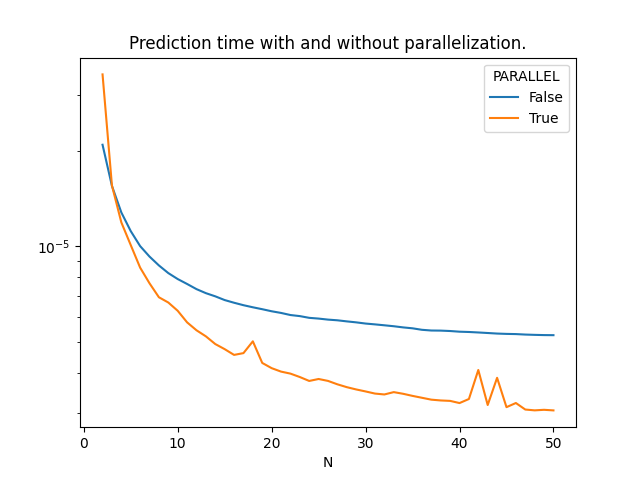 Prediction time with and without parallelization.
PARALLEL
False
True
10⁻⁵
0 10 20 30 40 50
N